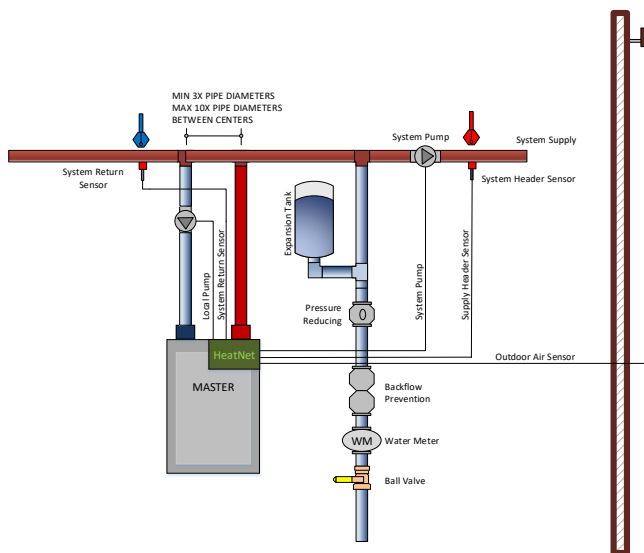 MIN 3X PIPE DIAMETERS
MAX 10X PIPE DIAMETERS
BETWEEN CENTERS
System Pump
System Supply
System Return
Sensor
System Header Sensor
Expansion Tank
Local Pump
System Return Sensor
System Pump
Supply Header Sensor
Pressure
Reducing
0
HeatNet
Outdoor Air Sensor
MASTER
Backflow
Prevention
WM
Water Meter
Ball Valve